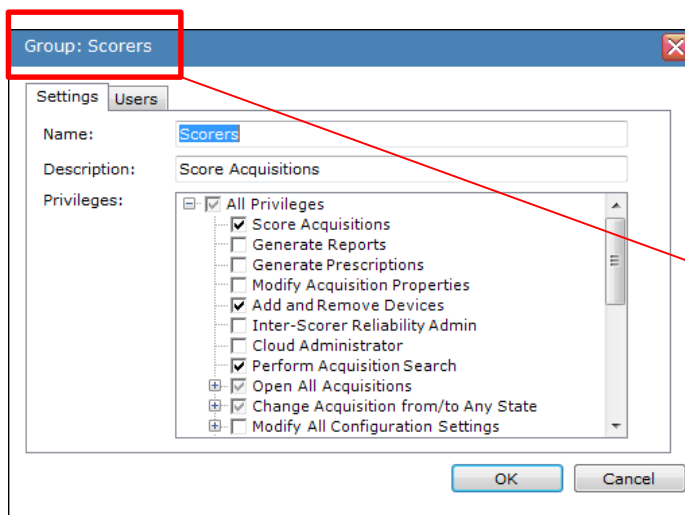 Group: Scorers
Settings Users
Name: Scorers
Description: Score Acquisitions
Privileges: All Privileges
Score Acquisitions
Generate Reports
Generate Prescriptions
Modify Acquisition Properties
Add and Remove Devices
Inter-Scorer Reliability Admin
Cloud Administrator
Perform Acquisition Search
Open All Acquisitions
Change Acquisition from/to Any State
Modify All Configuration Settings
OK Cancel